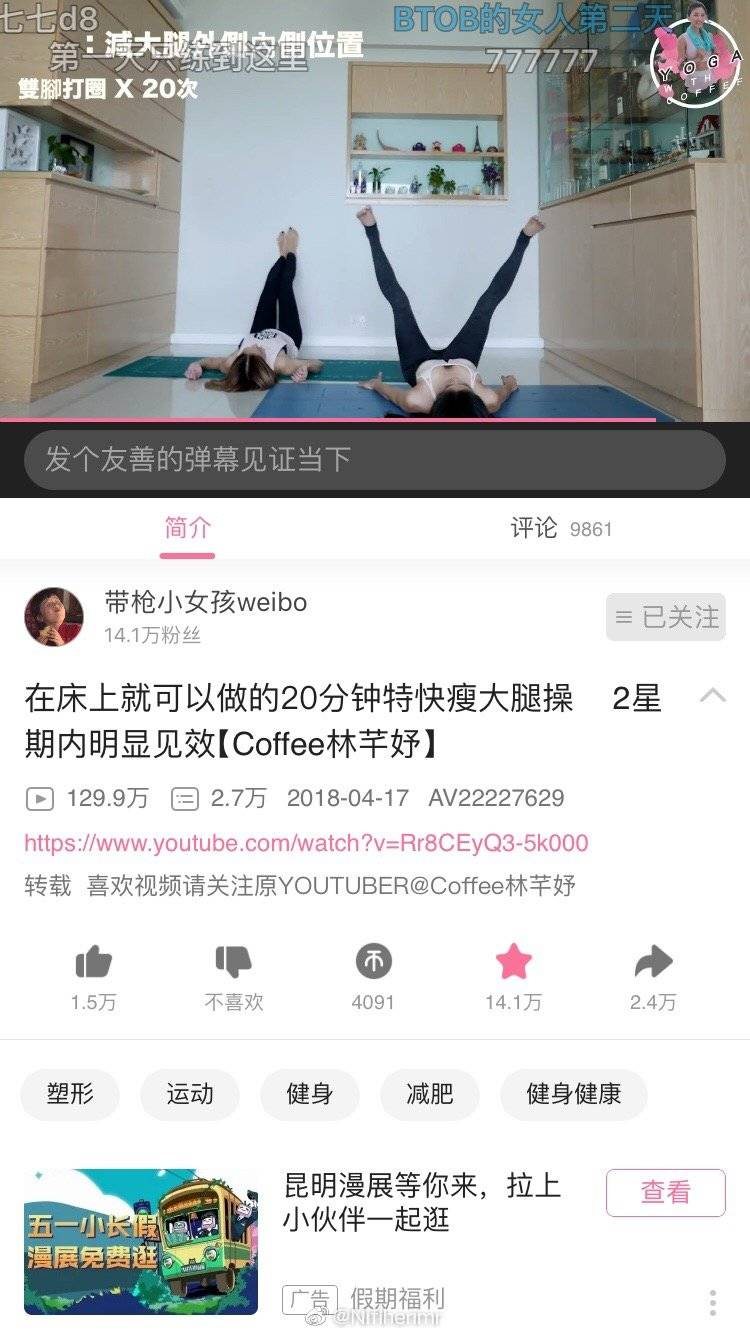 七七d8
BTOB的女人第二天
：減大腿外側內側位置
第一天只练到这里
777777
雙腳打圈 X 20次
YOGA
WITH
COFFEE
发个友善的弹幕见证当下
简介
评论 9861
带枪小女孩weibo
14.1万粉丝
已关注
在床上就可以做的20分钟特快瘦大腿操 2星
期内明显见效【Coffee林芊妤】
129.9万 2.7万 2018-04-17 AV22227629
https://www.youtube.com/watch?v=Rr8CEyQ3-5k000
转载 喜欢视频请关注原YOUTUBER@Coffee林芊妤
1.5万 不喜欢 4091 14.1万 2.4万
塑形 运动 健身 减肥 健身健康
五一小长假
漫展免费逛
昆明漫展等你来，拉上
小伙伴一起逛
查看
广告 假期福利